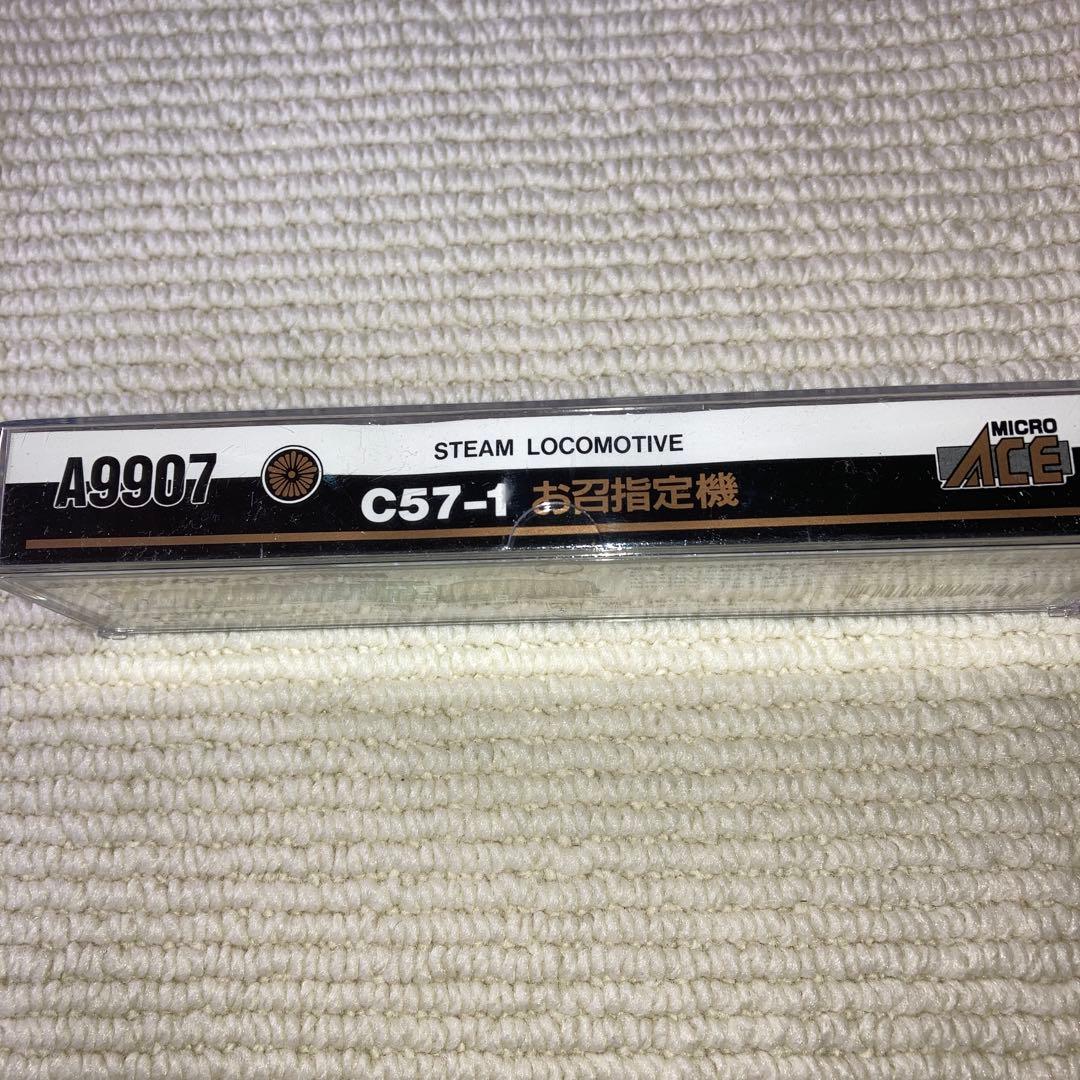 A9907
STEAM LOCOMOTIVE
C57-1 お召指定機
MICRO
ACE